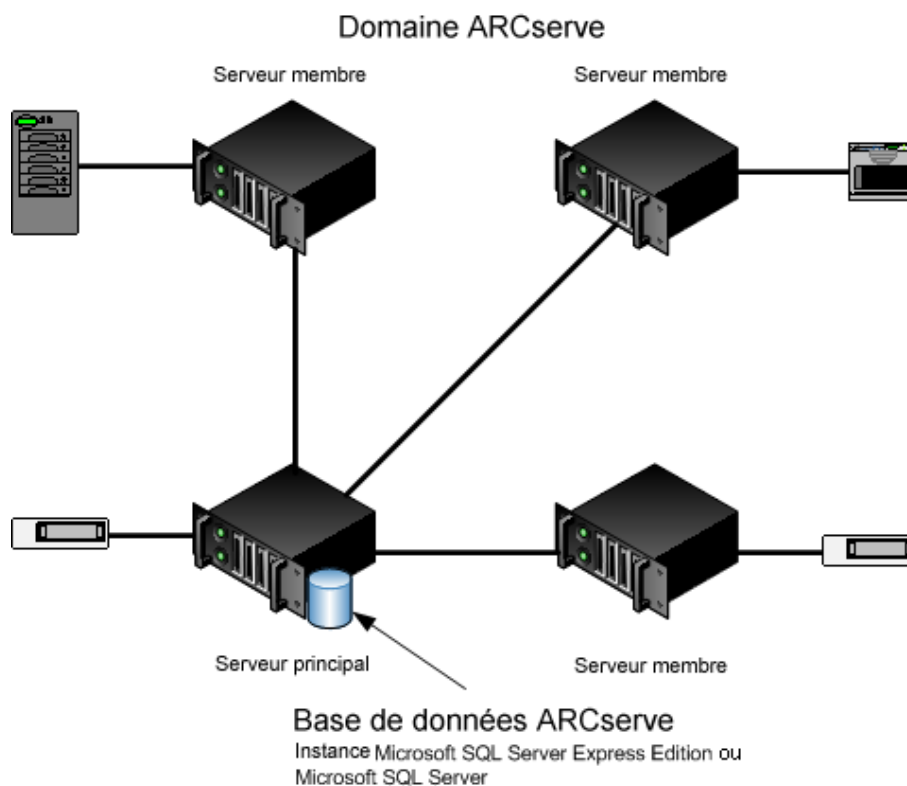 Domaine ARCserve
Serveur membre
Serveur membre
Serveur principal
Serveur membre
Base de données ARCserve
Instance Microsoft SQL Server Express Edition ou
Microsoft SQL Server